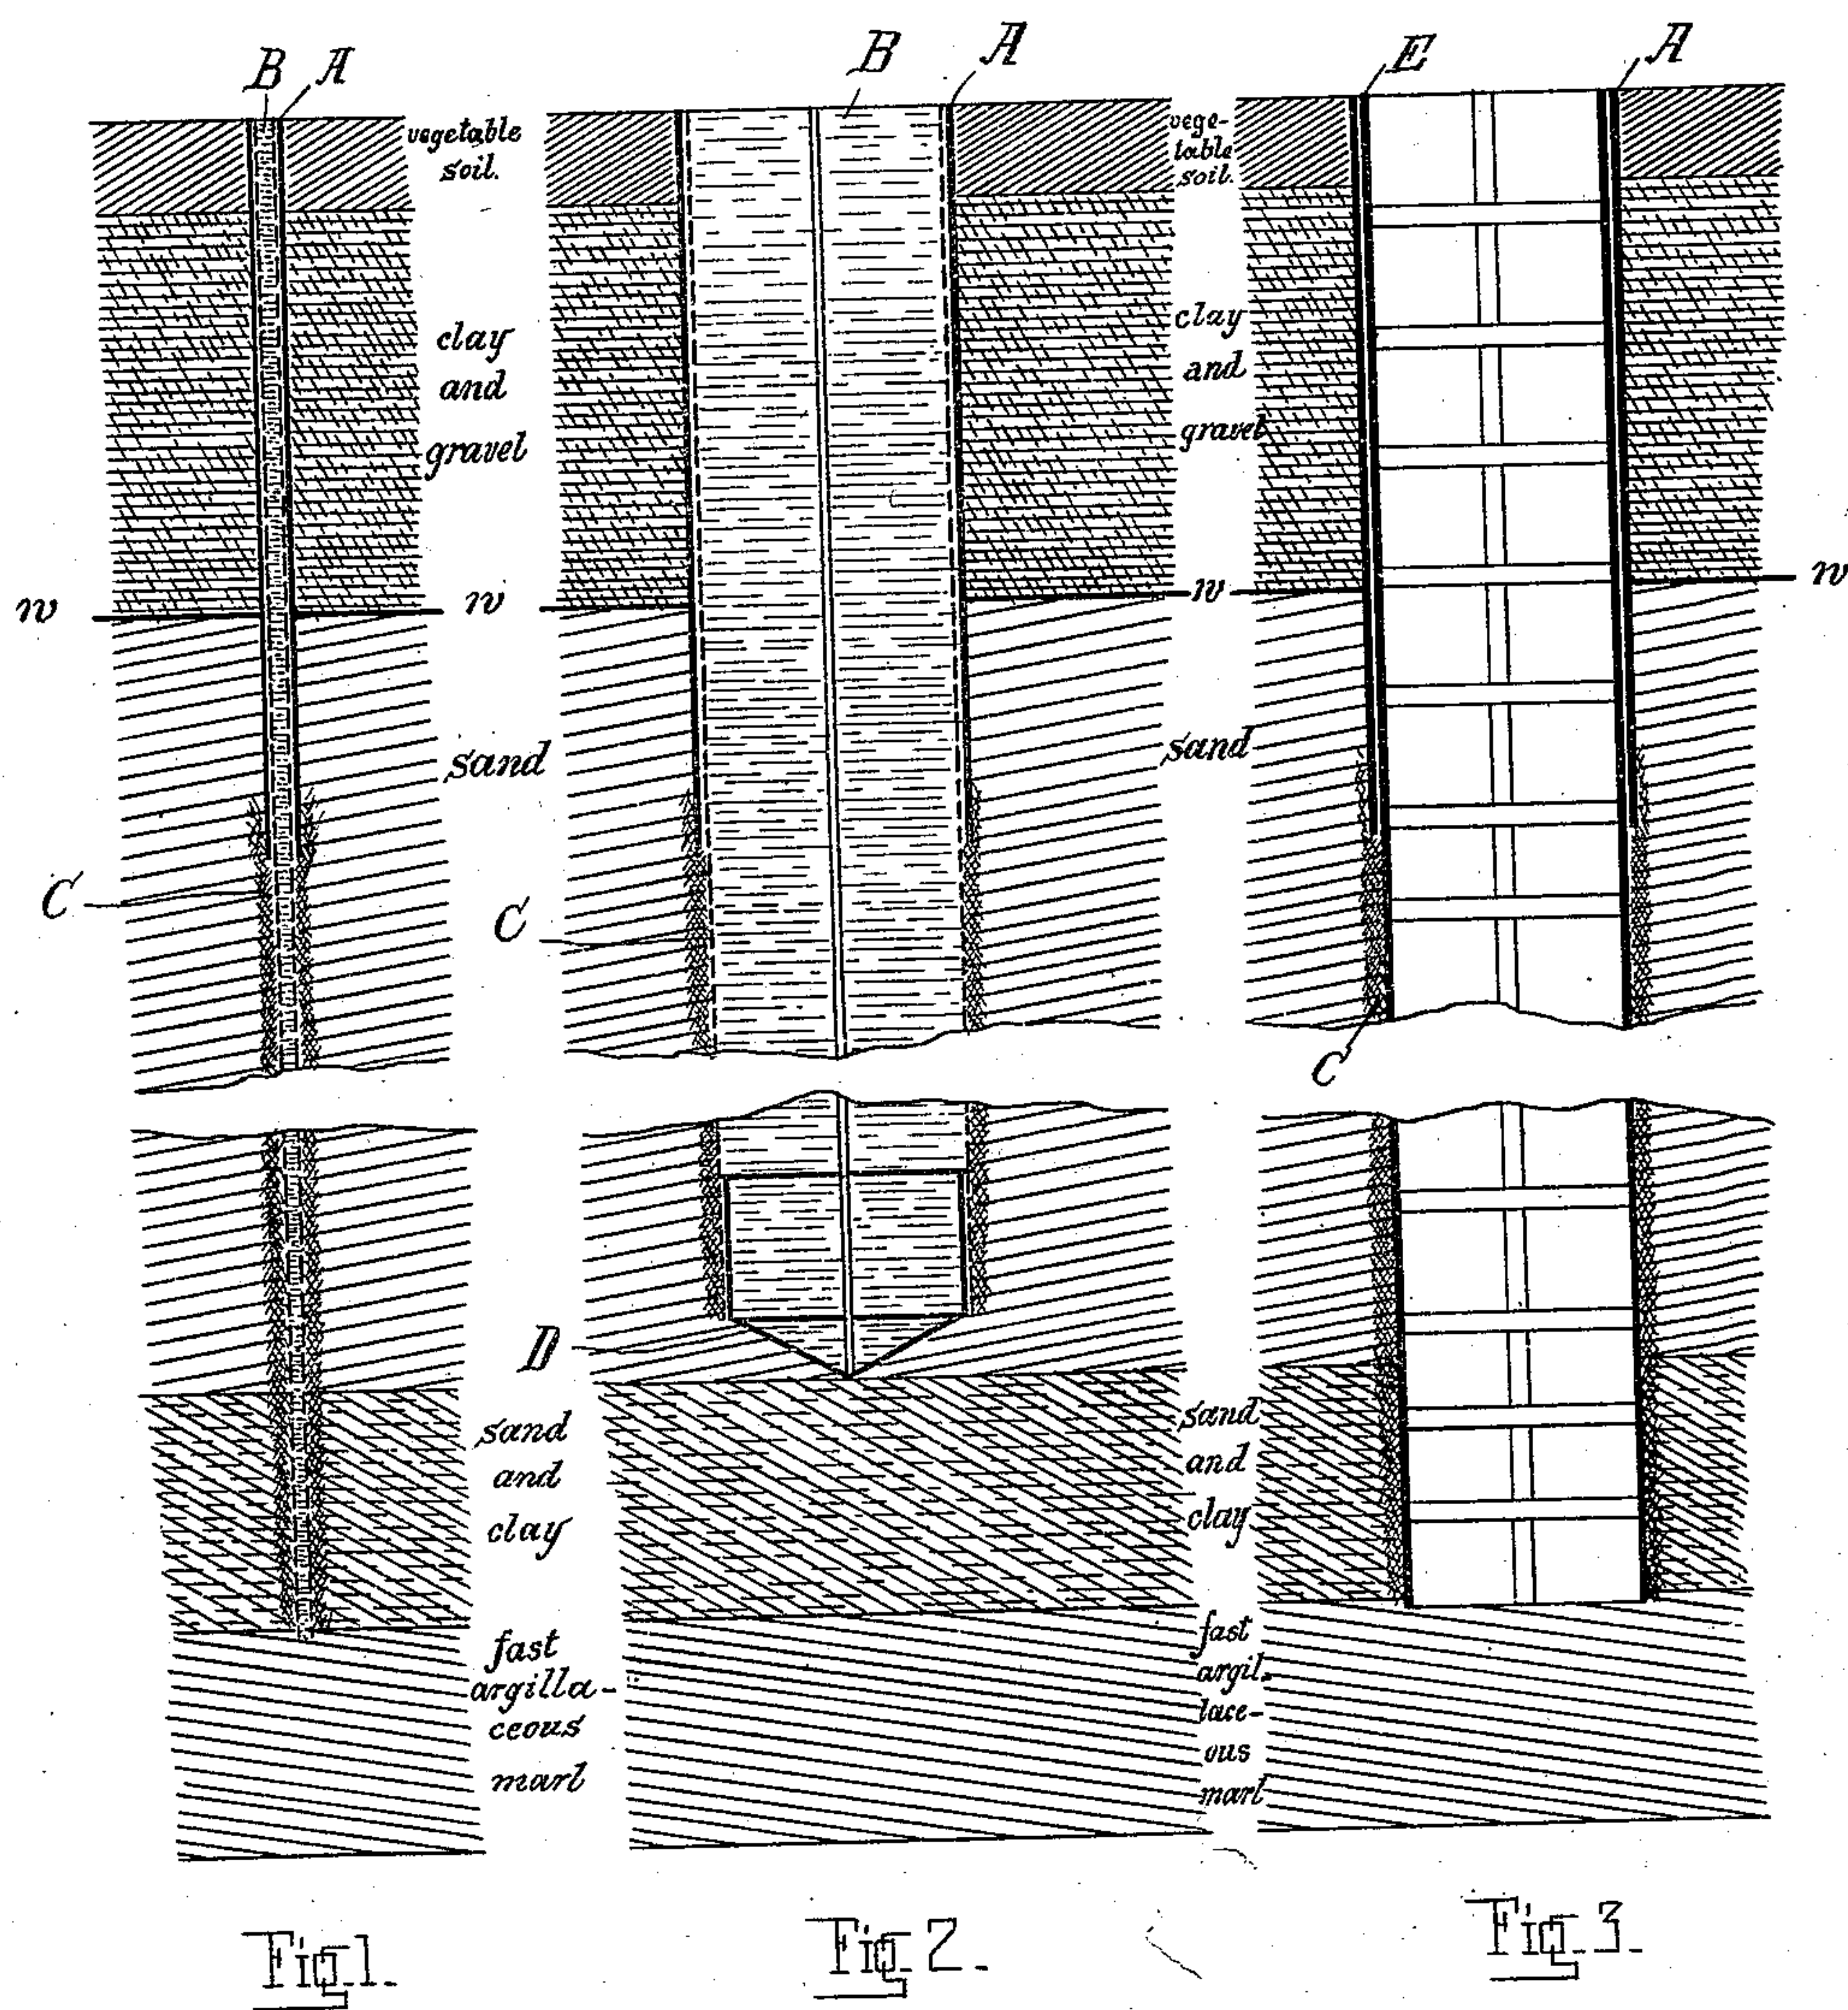 B A
B
A
E
A
vegetable
soil.
vege-
table
soil.
clay
and
gravel
clay
and
gravel
w
w
w
w
sand
sand
C
C
C
D
sand
and
clay
sand
and
clay
fast
argilla-
ceous
marl
fast
argil-
lace-
ous
marl
Fig. 1.
Fig. 2.
Fig. 3.